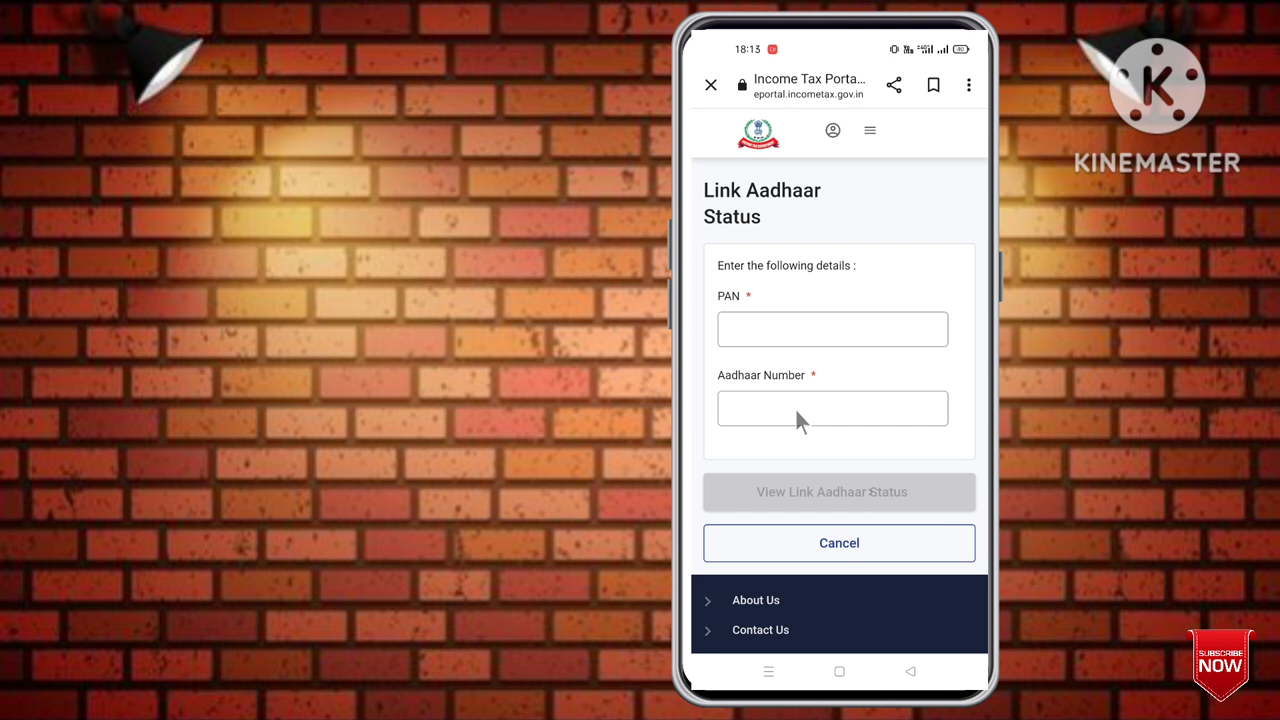 18:13
Income Tax Porta...
eportal.incometax.gov.in
Link Aadhaar
Status
Enter the following details :
PAN *
Aadhaar Number *
View Link Aadhaar Status
Cancel
About Us
Contact Us
K
KINEMASTER
SUBSCRIBE
NOW